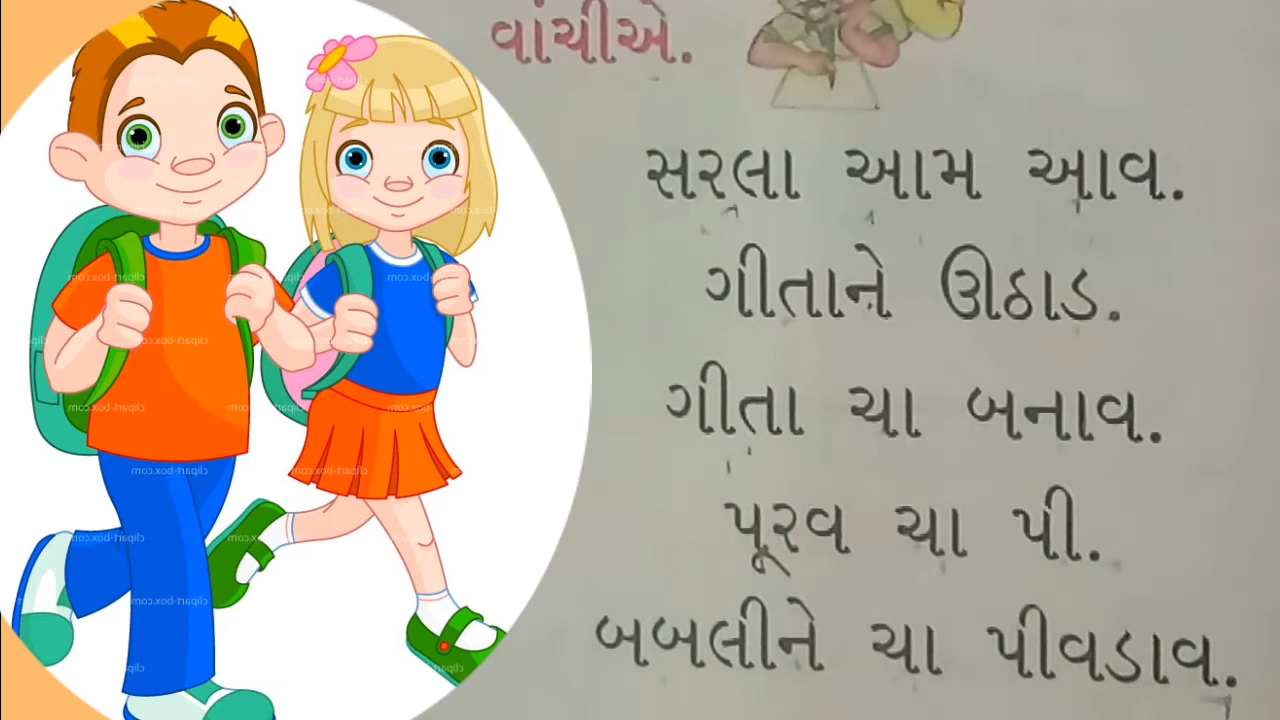 વાંચીએ.
સરલા આમ આવ.
ગીતાને ઊઠાડ.
ગીતા ચા બનાવ.
પૂરવ ચા પી.
બબલીને ચા પીવડાવ.